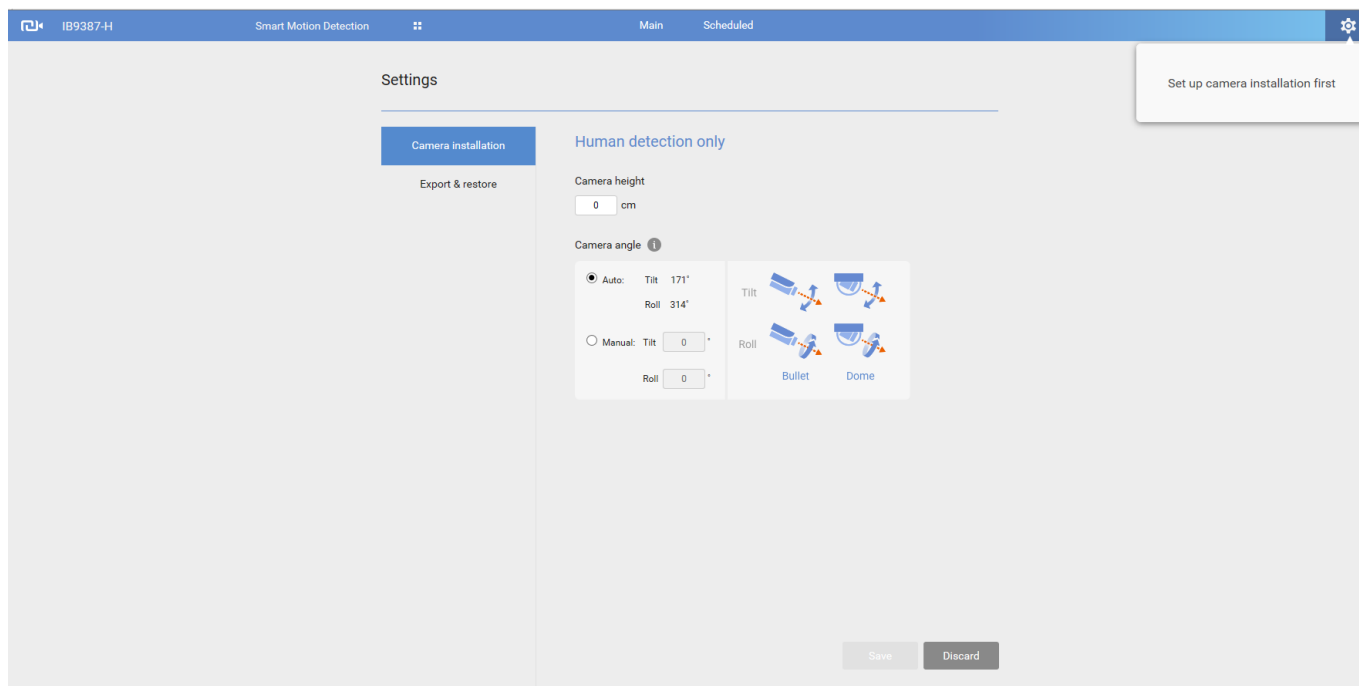 IB9387-H Smart Motion Detection Main Scheduled
Set up camera installation first
Settings
Camera installation
Export & restore
Human detection only
Camera height
0 cm
Camera angle i
Auto: Tilt 171°
Roll 314°
Manual: Tilt 0 °
Roll 0 °
Tilt
Roll
Bullet Dome
Save Discard